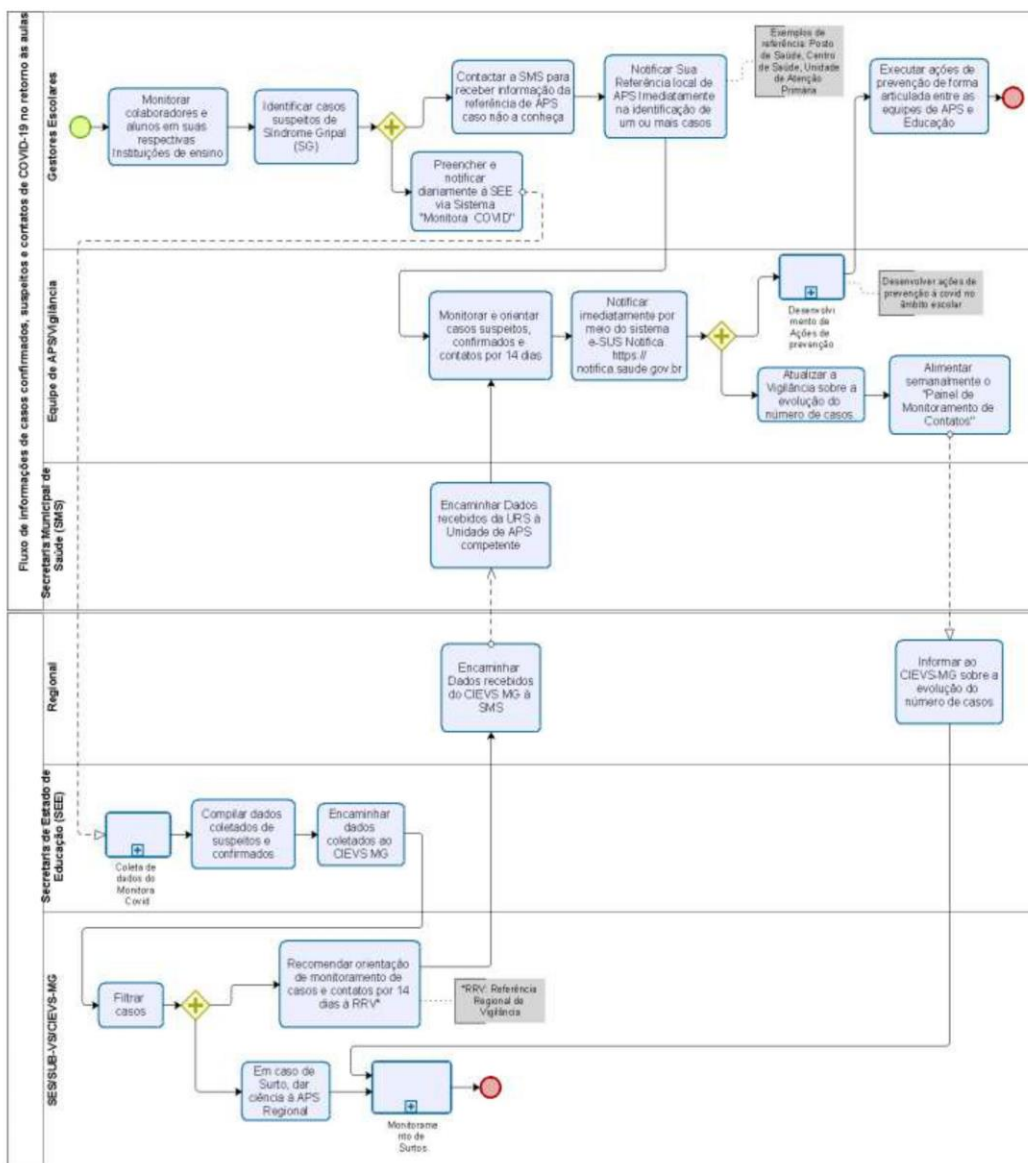 Fluxo de informações de casos confirmados, suspeitos e contatos de COVID-19 no retorno às aulas
Gestores Escolares
Monitorar
colaboradores e
alunos em suas
respectivas
Instituições de ensino
Identificar casos
suspeitos de
Síndrome Gripal
(SG)
Contactar a SMS para
receber informação da
referência de APS
caso não a conheça
Notificar Sua
Referência local de
APS Imediatamente
na identificação de
um ou mais casos
Exemplos de
referência: Posto
de Saúde, Centro
de Saúde, Unidade
de Atenção
Primária
Executar ações de
prevenção de forma
articulada entre as
equipes de APS e
Educação
Preencher e
notificar
diariamente à SEE
via Sistema
"Monitora COVID"
Equipe de APS/Vigilância
Monitorar e orientar
casos suspeitos,
confirmados e
contatos por 14 dias
Notificar
imediatamente por
meio do sistema
e-SUS Notifica
https://
notifica.saude.gov.br
Desenvolvi
mento de
Ações de
prevenção
Desenvolver ações de
prevenção à covid no
âmbito escolar
Atualizar a
Vigilância sobre a
evolução do
número de casos
Alimentar
semanalmente o
"Painel de
Monitoramento de
Contatos"
Secretaria Municipal de
Saúde (SMS)
Encaminhar Dados
recebidos da URS à
Unidade de APS
competente
Regional
Encaminhar
Dados recebidos
do CIEVS MG à
SMS
Informar ao
CIEVS-MG sobre a
evolução do
número de casos
Secretaria de Estado de
Educação (SEE)
Coleta de
dados do
Monitora
Covid
Compilar dados
coletados de
suspeitos e
confirmados
Encaminhar
dados
coletados ao
CIEVS MG
SES/SUB-VS/CIEVS-MG
Filtrar
casos
Recomendar orientação
de monitoramento de
casos e contatos por 14
dias à RRV*
*RRV: Referência
Regional de
Vigilância
Em caso de
Surto, dar
ciência à APS
Regional
Monitorame
nto de
Surtos